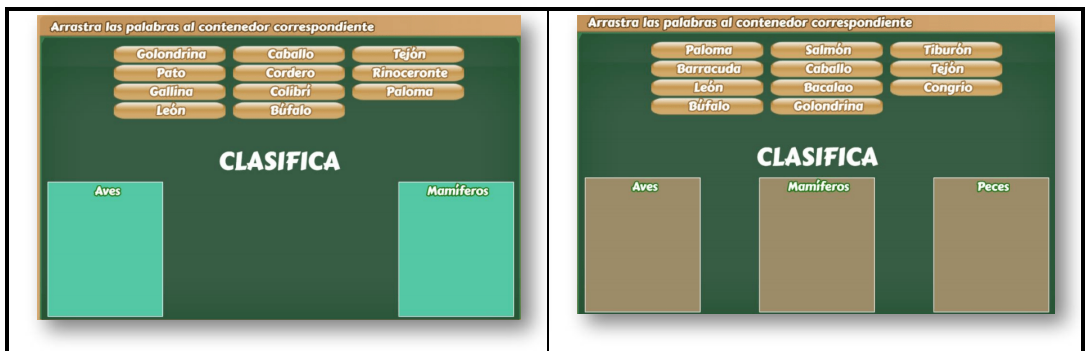 Arrastra las palabras al contenedor correspondiente
Golondrina Caballo Tejón
Pato Cordero Rinoceronte
Gallina Colibrí Paloma
León Búfalo
CLASIFICA
Aves Mamíferos
Arrastra las palabras al contenedor correspondiente
Paloma Salmón Tiburón
Barracuda Caballo Tejón
León Bacalao Congrio
Búfalo Golondrina
CLASIFICA
Aves Mamíferos Peces